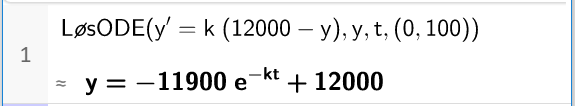 LøsODE(y′ = k (12000 − y), y, t, (0, 100))
1
≈ y = −11900 e^−kt + 12000